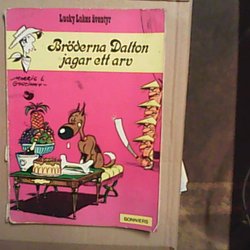 Lucky Lukes äventyr
Bröderna Dalton
jagar ett arv
MORRIS &
GOSCINNY
BONNIERS